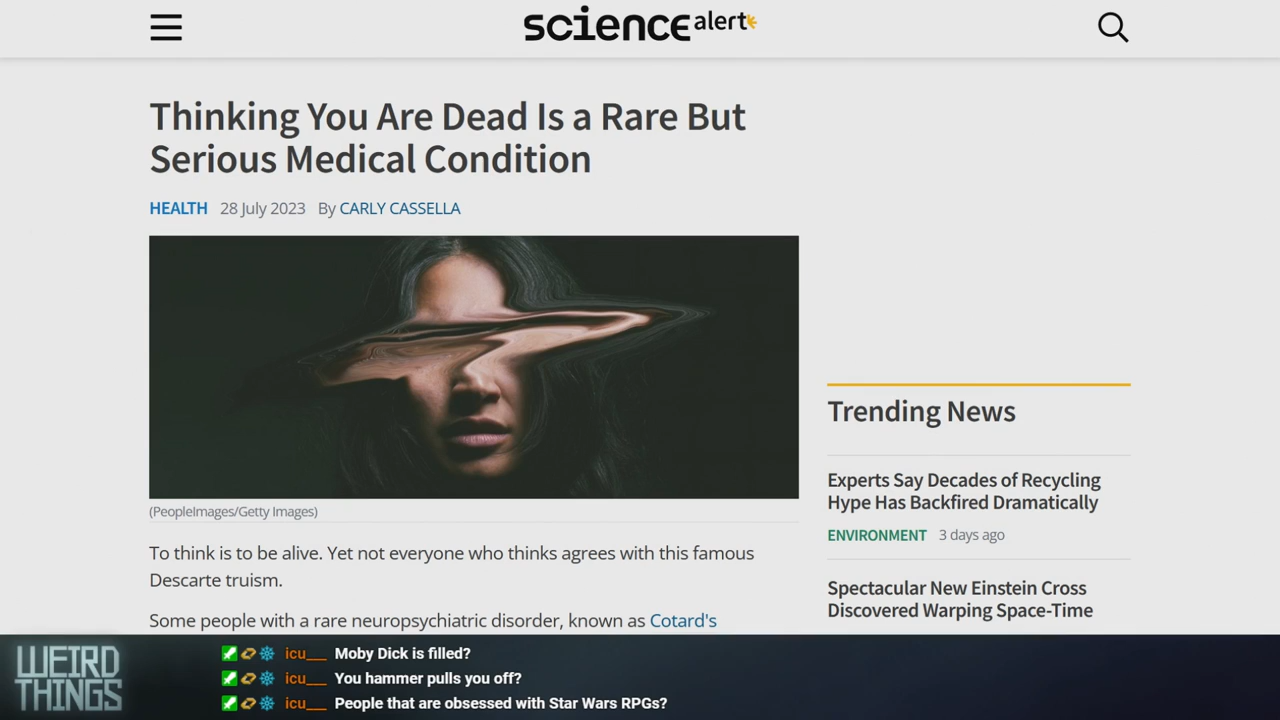 science alert
Thinking You Are Dead Is a Rare But
Serious Medical Condition
HEALTH 28 July 2023 By CARLY CASSELLA
(PeopleImages/Getty Images)
To think is to be alive. Yet not everyone who thinks agrees with this famous
Descarte truism.
Some people with a rare neuropsychiatric disorder, known as Cotard's
Trending News
Experts Say Decades of Recycling
Hype Has Backfired Dramatically
ENVIRONMENT 3 days ago
Spectacular New Einstein Cross
Discovered Warping Space-Time
WEIRD
THINGS
icu___ Moby Dick is filled?
icu___ You hammer pulls you off?
icu___ People that are obsessed with Star Wars RPGs?